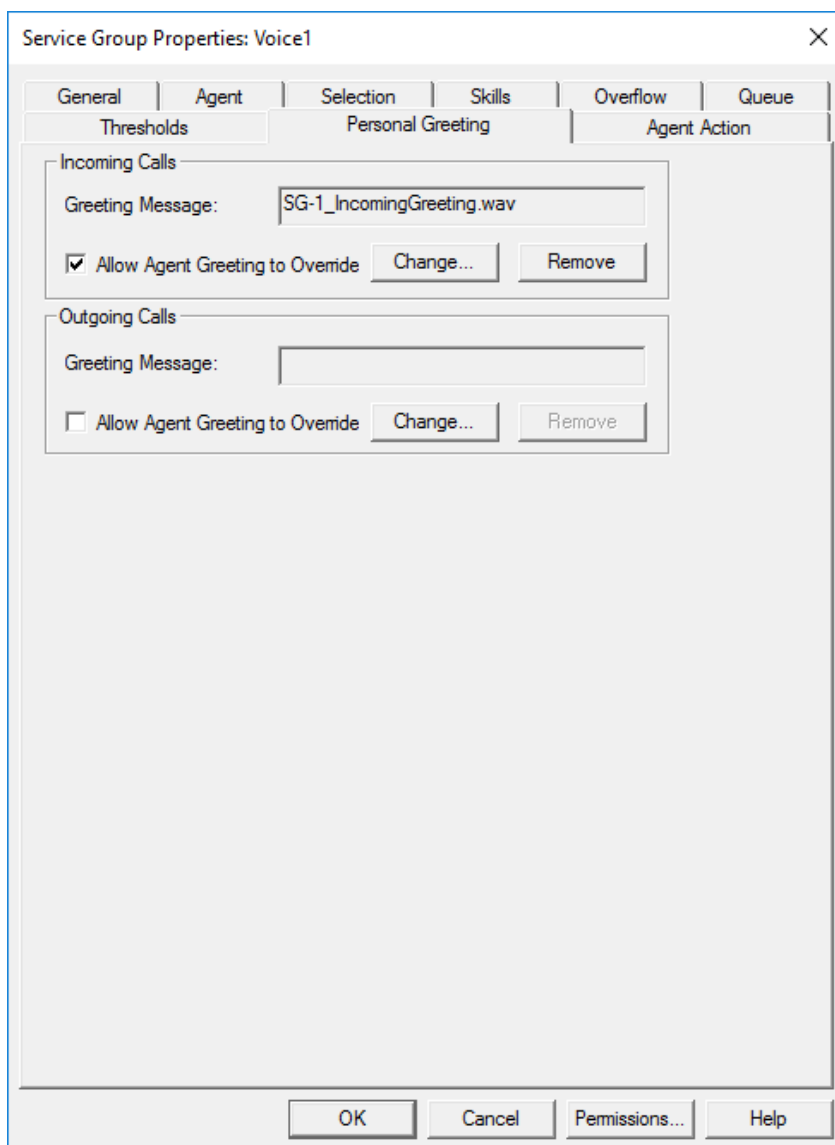 Service Group Properties: Voice1
General Agent Selection Skills Overflow Queue
Thresholds Personal Greeting Agent Action
Incoming Calls
Greeting Message: SG-1_IncomingGreeting.wav
Allow Agent Greeting to Override Change... Remove
Outgoing Calls
Greeting Message:
Allow Agent Greeting to Override Change... Remove
OK Cancel Permissions... Help